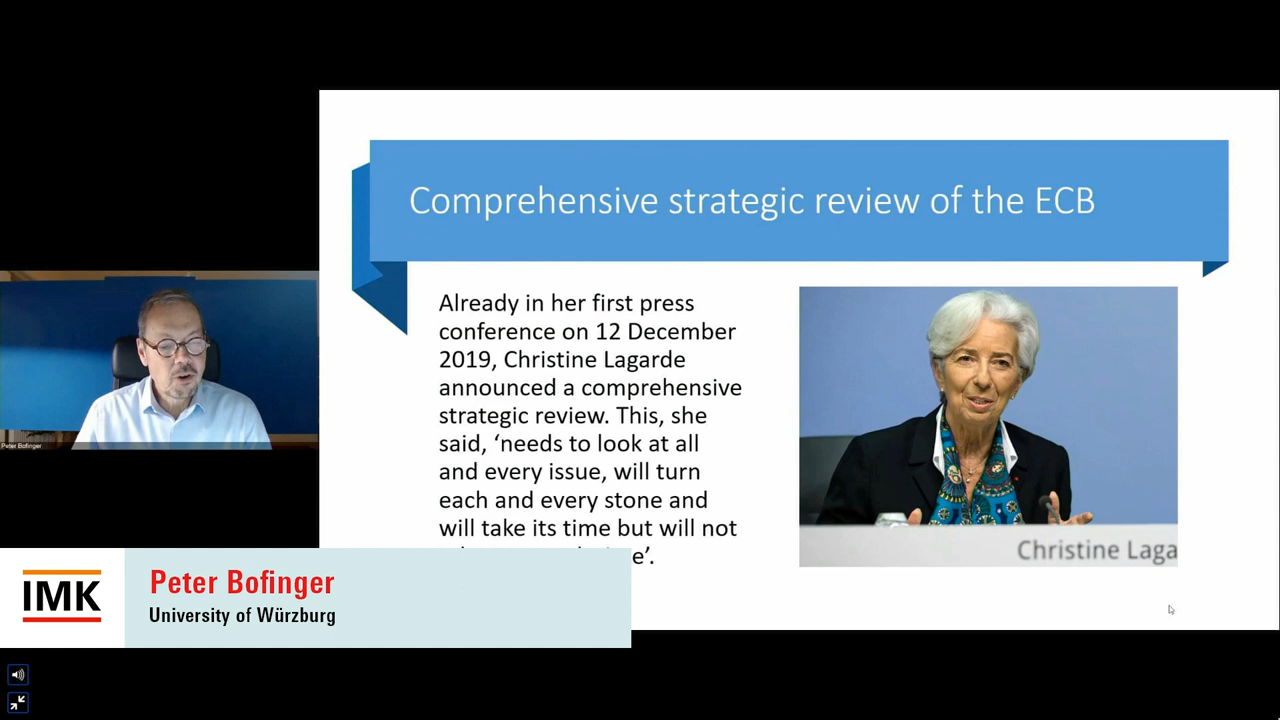 Comprehensive strategic review of the ECB
Already in her first press
conference on 12 December
2019, Christine Lagarde
announced a comprehensive
strategic review. This, she
said, ‘needs to look at all
and every issue, will turn
each and every stone and
will take its time but will not
e’.
Christine Laga
Peter Bofinger
IMK
Peter Bofinger
University of Würzburg